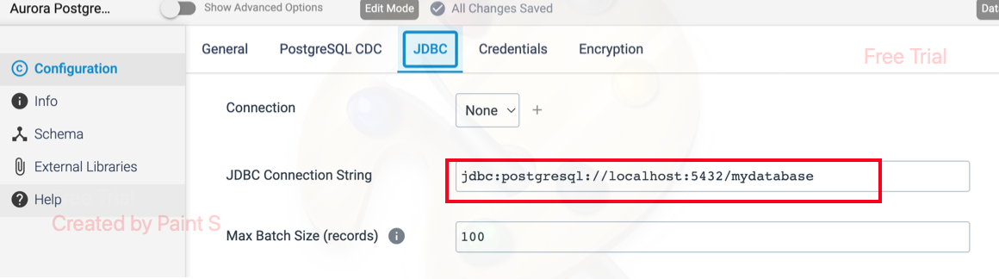 Aurora Postgre... Show Advanced Options Edit Mode All Changes Saved Dat
General PostgreSQL CDC JDBC Credentials Encryption
Free Trial
Configuration
Info
Schema
External Libraries
Help
Created by Paint S
Connection None
JDBC Connection String jdbc:postgresql://localhost:5432/mydatabase
Max Batch Size (records) 100